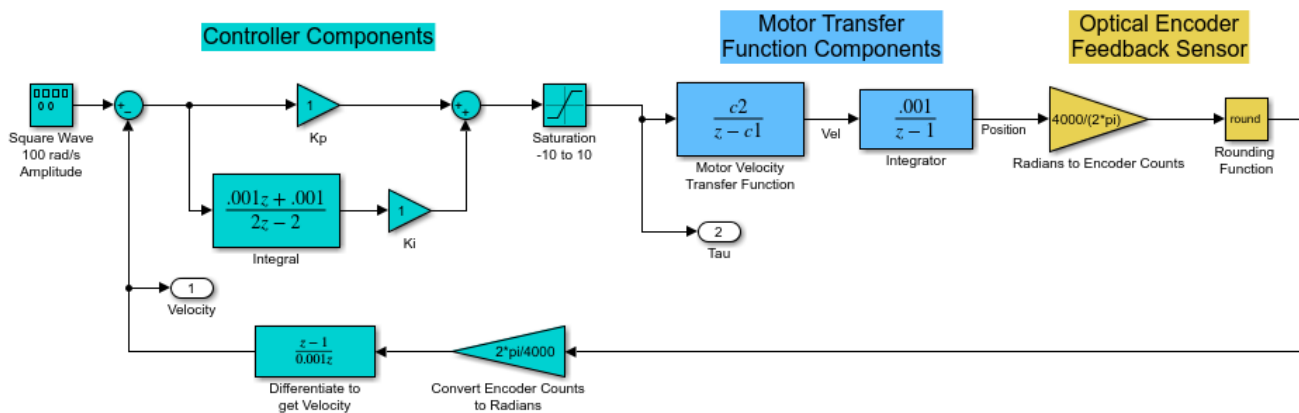 Controller Components
Motor Transfer
Function Components
Optical Encoder
Feedback Sensor
Square Wave
100 rad/s
Amplitude
+
−
1
Kp
+
+
Saturation
-10 to 10
c2
z − c1
Motor Velocity
Transfer Function
Vel
.001
z − 1
Integrator
Position
4000/(2*pi)
Radians to Encoder Counts
round
Rounding
Function
.001z + .001
2z − 2
Integral
1
Ki
2
Tau
1
Velocity
z − 1
0.001z
Differentiate to
get Velocity
2*pi/4000
Convert Encoder Counts
to Radians